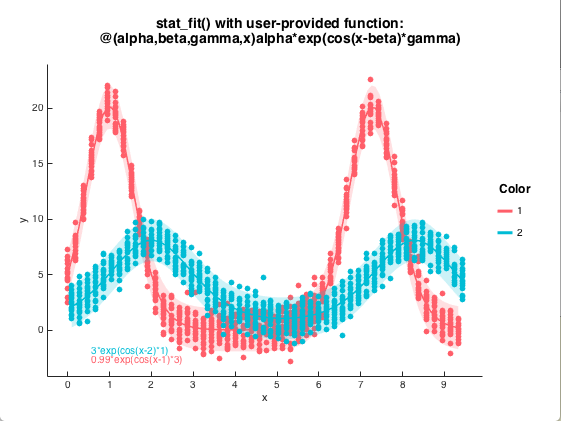 stat_fit() with user-provided function:
@(alpha,beta,gamma,x)alpha*exp(cos(x-beta)*gamma)
20
15
10
5
0
y
Color
1
2
3*exp(cos(x-2)*1)
0.99*exp(cos(x-1)*3)
0 1 2 3 4 5 6 7 8 9
x